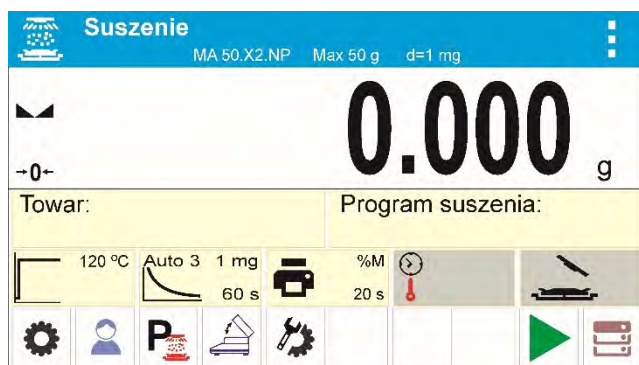 Suszenie
MA 50.X2.NP Max 50 g d=1 mg
0.000 g
→0←
Towar: Program suszenia:
120 °C Auto 3 1 mg %M
60 s 20 s
P